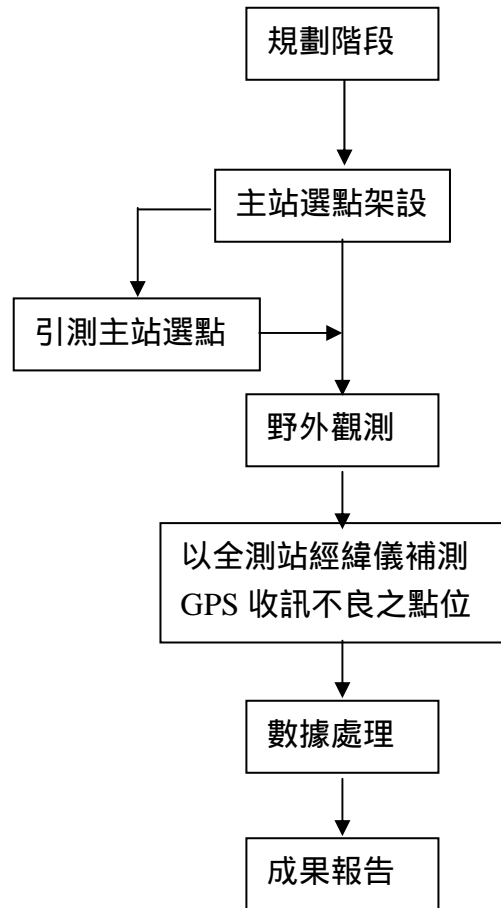 規劃階段
主站選點架設
引測主站選點
野外觀測
以全測站經緯儀補測
GPS 收訊不良之點位
數據處理
成果報告